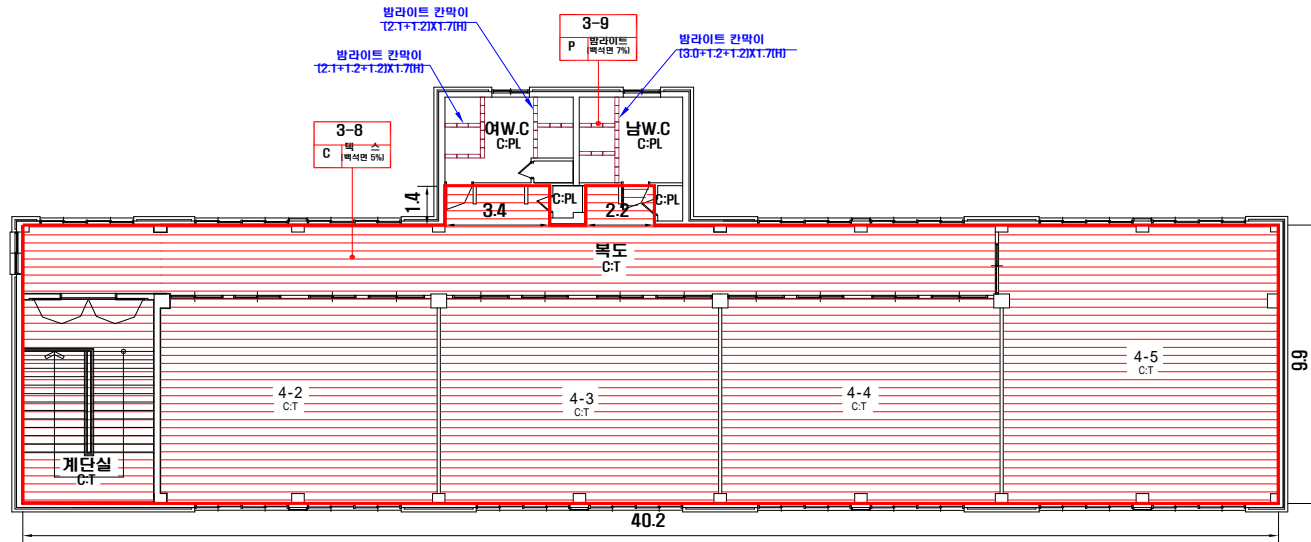 밤라이트 칸막이
(2.1+1.2)X1.7(H)
밤라이트 칸막이
(2.1+1.2+1.2)X1.7(H)
3-9
P 밤라이트
(백석면 7%)
밤라이트 칸막이
(3.0+1.2+1.2)X1.7(H)
3-8
C 텍 스
(백석면 5%)
여W.C
C:PL
남W.C
C:PL
1.4
3.4
C:PL
2.2
C:PL
복도
C:T
4-2
C:T
4-3
C:T
4-4
C:T
4-5
C:T
9.9
계단실
C:T
40.2